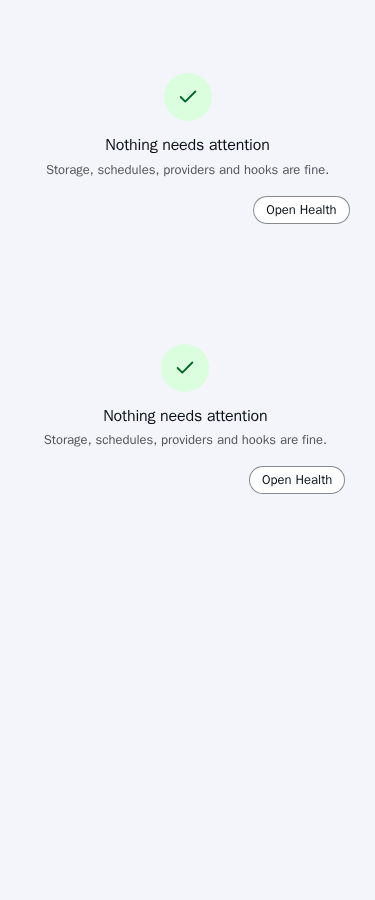 Nothing needs attention
Storage, schedules, providers and hooks are fine.
Open Health
Nothing needs attention
Storage, schedules, providers and hooks are fine.
Open Health